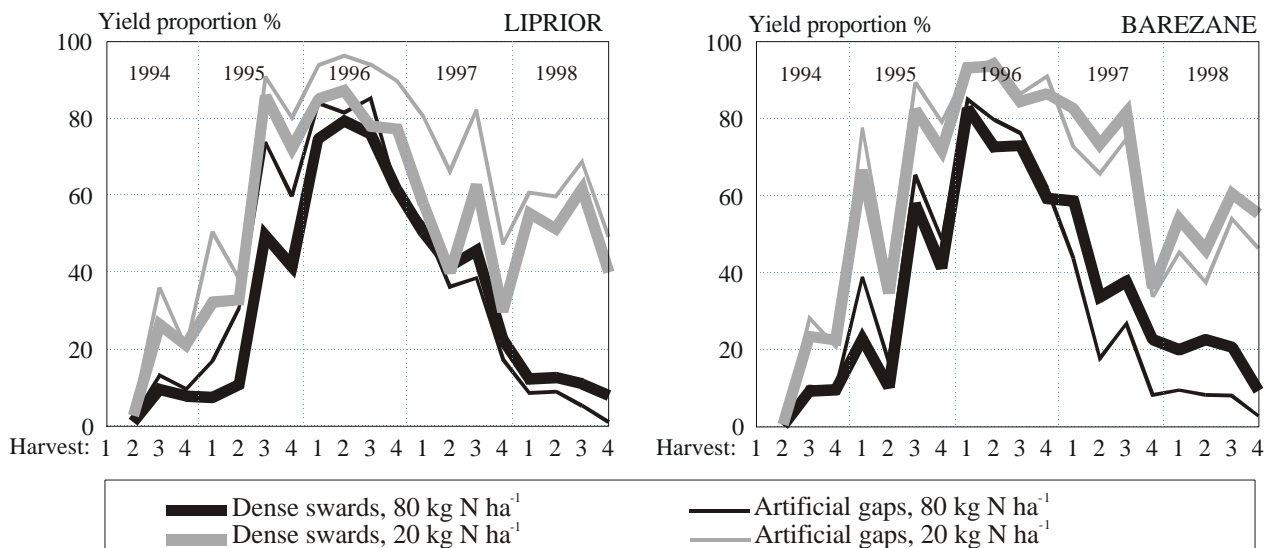 Yield proportion % LIPRIOR
100
80
60
40
20
0
1994 1995 1996 1997 1998
Harvest: 1 2 3 4 1 2 3 4 1 2 3 4 1 2 3 4 1 2 3 4
Yield proportion % BAREZANE
100
80
60
40
20
0
1994 1995 1996 1997 1998
Harvest: 1 2 3 4 1 2 3 4 1 2 3 4 1 2 3 4 1 2 3 4
Dense swards, 80 kg N ha⁻¹
Dense swards, 20 kg N ha⁻¹
Artificial gaps, 80 kg N ha⁻¹
Artificial gaps, 20 kg N ha⁻¹